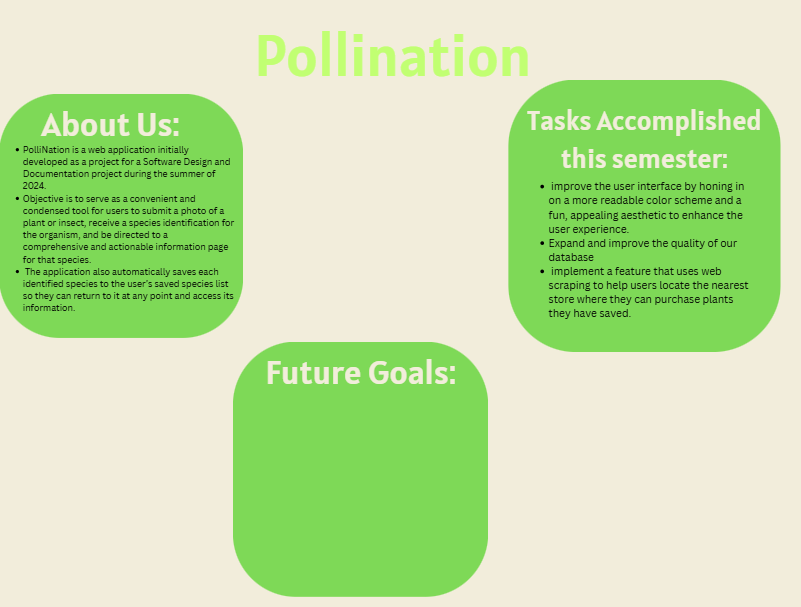 Pollination
About Us:
• PolliNation is a web application initially
developed as a project for a Software Design and
Documentation project during the summer of
2024.
• Objective is to serve as a convenient and
condensed tool for users to submit a photo of a
plant or insect, receive a species identification for
the organism, and be directed to a
comprehensive and actionable information page
for that species.
• The application also automatically saves each
identified species to the user's saved species list
so they can return to it at any point and access its
information.
Tasks Accomplished
this semester:
• improve the user interface by honing in
on a more readable color scheme and a
fun, appealing aesthetic to enhance the
user experience.
• Expand and improve the quality of our
database
• implement a feature that uses web
scraping to help users locate the nearest
store where they can purchase plants
they have saved.
Future Goals: